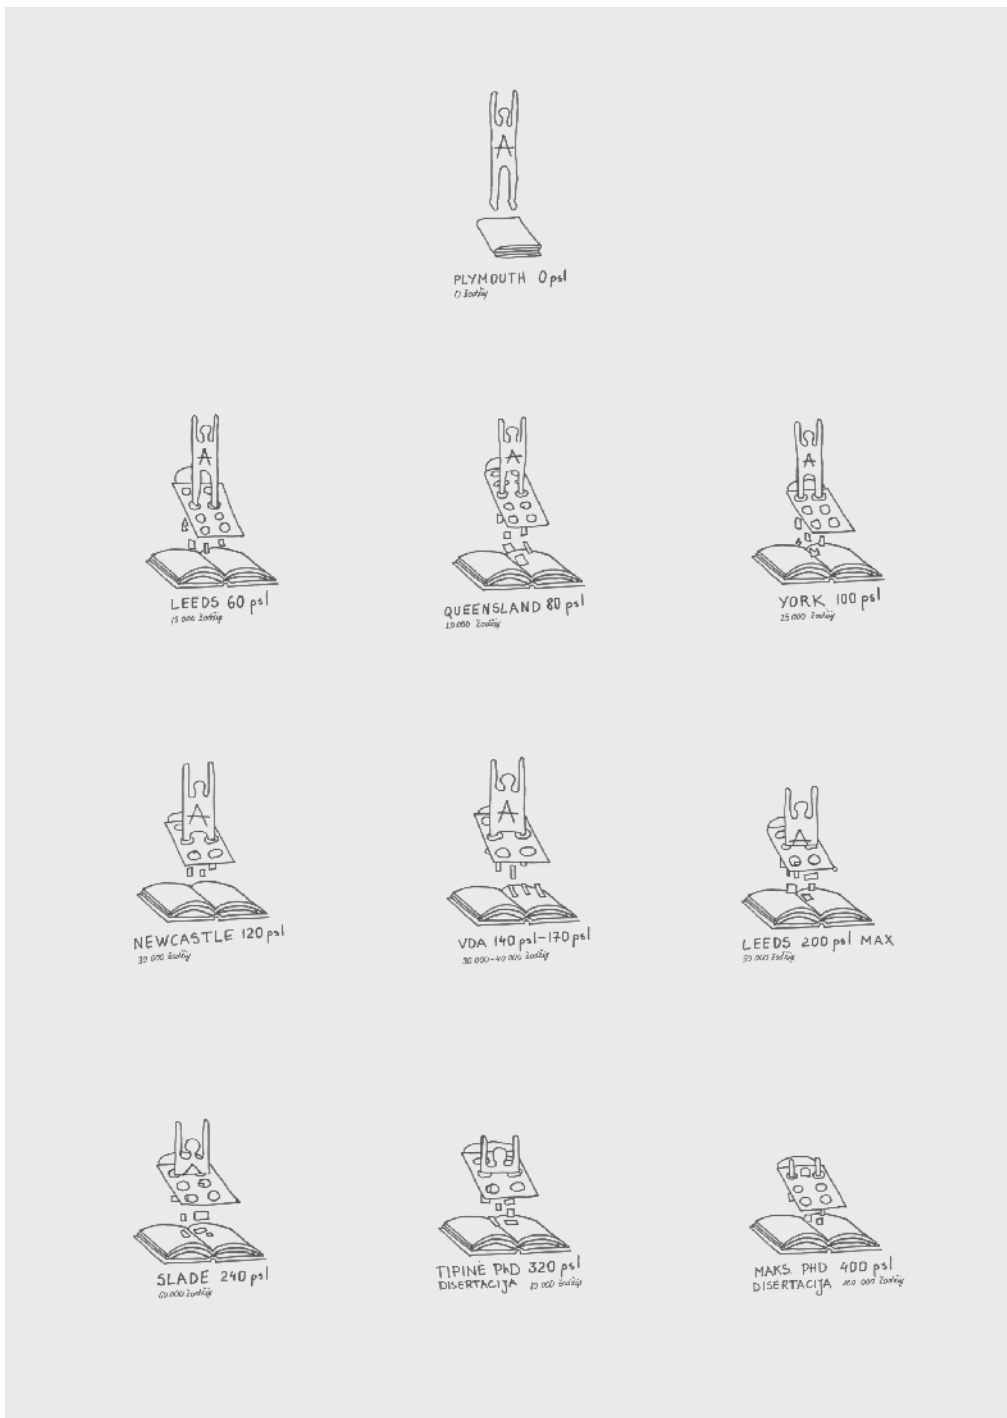 A
PLYMOUTH 0 psl
0 žodžių
A
LEEDS 60 psl
15 000 žodžių
A
QUEENSLAND 80 psl
žodžių
A
YORK 100 psl
25 000 žodžių
A
NEWCASTLE 120 psl
30 000 žodžių
A
VDA 140 psl-170 psl
30 000-40 000 žodžių
A
LEEDS 200 psl MAX
50 000 žodžių
SLADE 240 psl
60 000 žodžių
TIPINĖ PhD 320 psl
DISERTACIJA 80 000 žodžių
MAKS. PHD 400 psl
DISERTACIJA 100 000 žodžių